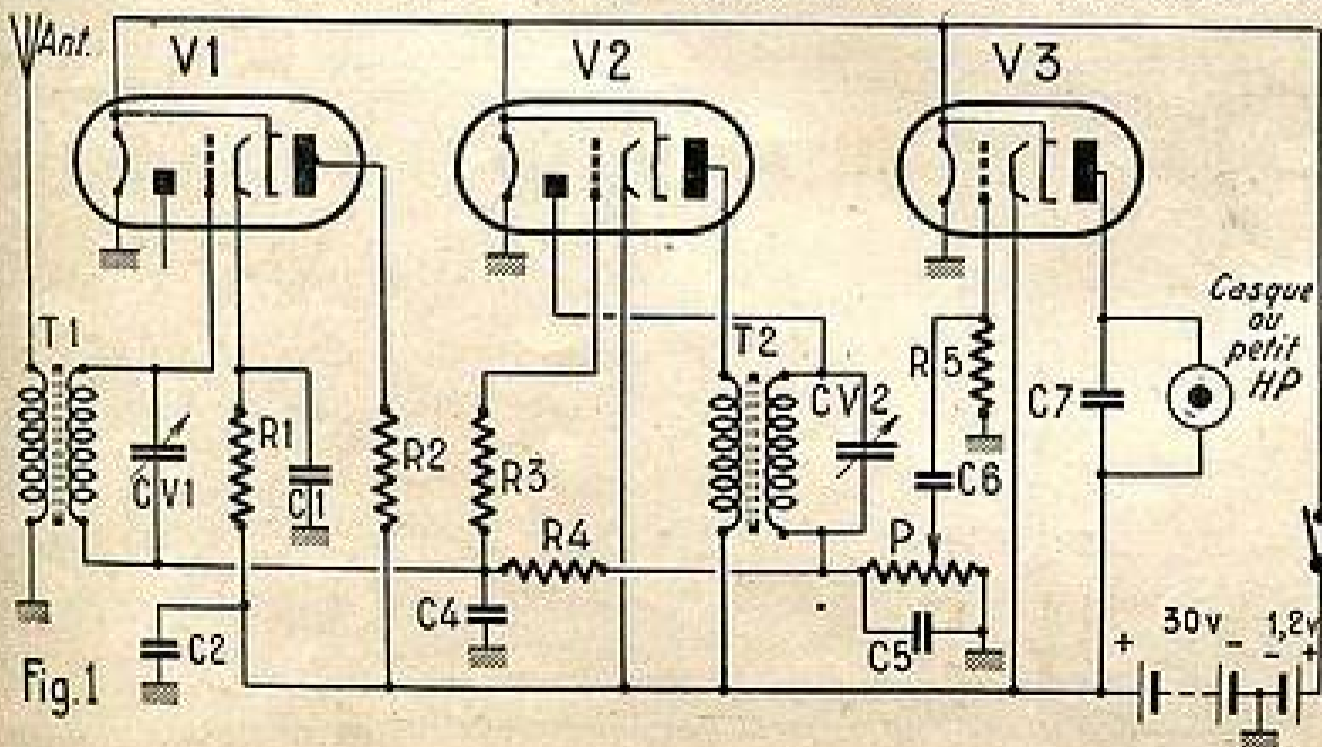 Ant.
V1
V2
V3
T1
CV1
R1
C1
R2
R3
R4
T2
CV2
R5
C6
C7
Casque
ou
petit
HP
P
C2
C4
C5
+ 30v - - 1,2v +
Fig.1